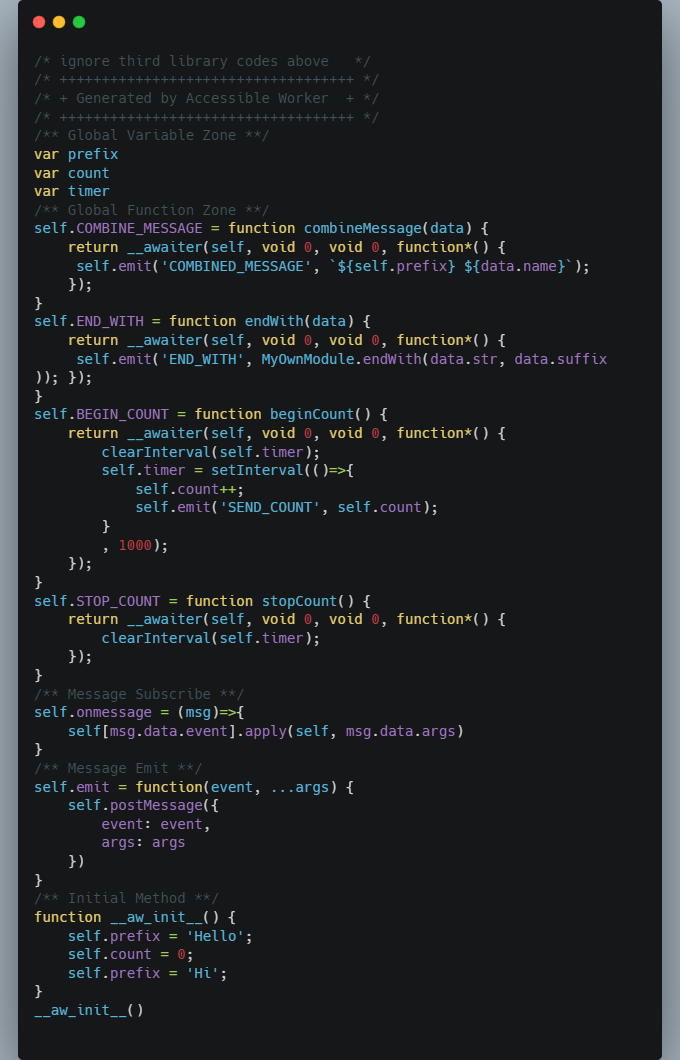 /* ignore third library codes above   */
/* +++++++++++++++++++++++++++++++++++ */
/* + Generated by Accessible Worker  + */
/* +++++++++++++++++++++++++++++++++++ */
/** Global Variable Zone **/
var prefix
var count
var timer
/** Global Function Zone **/
self.COMBINE_MESSAGE = function combineMessage(data) {
    return __awaiter(self, void 0, void 0, function*() {
     self.emit('COMBINED_MESSAGE', `${self.prefix} ${data.name}`);
    });
}
self.END_WITH = function endWith(data) {
    return __awaiter(self, void 0, void 0, function*() {
     self.emit('END_WITH', MyOwnModule.endWith(data.str, data.suffix
)); });
}
self.BEGIN_COUNT = function beginCount() {
    return __awaiter(self, void 0, void 0, function*() {
        clearInterval(self.timer);
        self.timer = setInterval(()=>{
            self.count++;
            self.emit('SEND_COUNT', self.count);
        }
        , 1000);
    });
}
self.STOP_COUNT = function stopCount() {
    return __awaiter(self, void 0, void 0, function*() {
        clearInterval(self.timer);
    });
}
/** Message Subscribe **/
self.onmessage = (msg)=>{
    self[msg.data.event].apply(self, msg.data.args)
}
/** Message Emit **/
self.emit = function(event, ...args) {
    self.postMessage({
        event: event,
        args: args
    })
}
/** Initial Method **/
function __aw_init__() {
    self.prefix = 'Hello';
    self.count = 0;
    self.prefix = 'Hi';
}
__aw_init__()